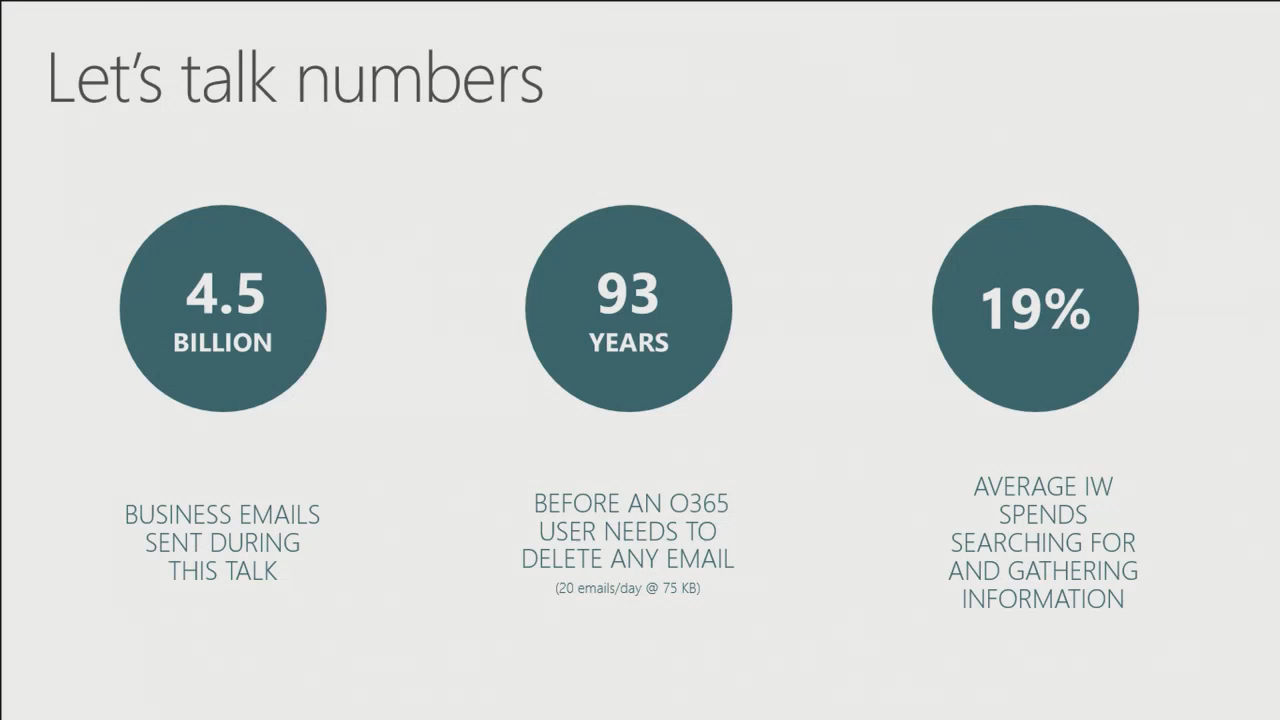 Let's talk numbers
4.5
BILLION
BUSINESS EMAILS
SENT DURING
THIS TALK
93
YEARS
BEFORE AN O365
USER NEEDS TO
DELETE ANY EMAIL
(20 emails/day @ 75 KB)
19%
AVERAGE IW
SPENDS
SEARCHING FOR
AND GATHERING
INFORMATION